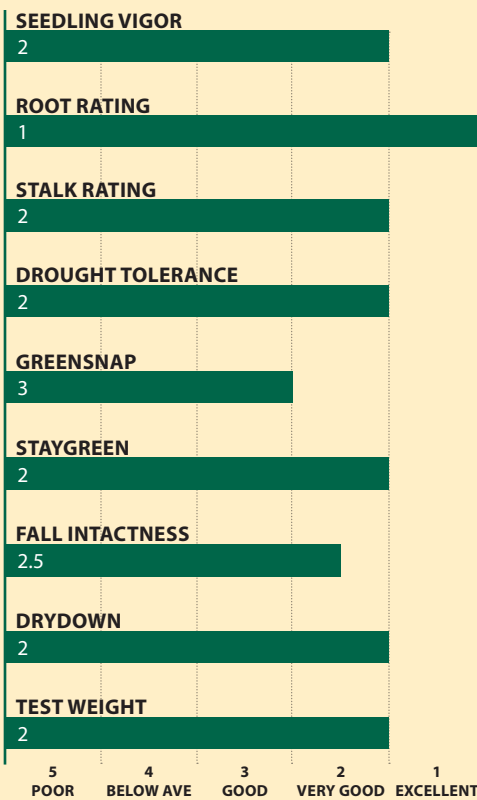 SEEDLING VIGOR
2
ROOT RATING
1
STALK RATING
2
DROUGHT TOLERANCE
2
GREENSNAP
3
STAYGREEN
2
FALL INTACTNESS
2.5
DRYDOWN
2
TEST WEIGHT
2
5 4 3 2 1
POOR BELOW AVE GOOD VERY GOOD EXCELLENT